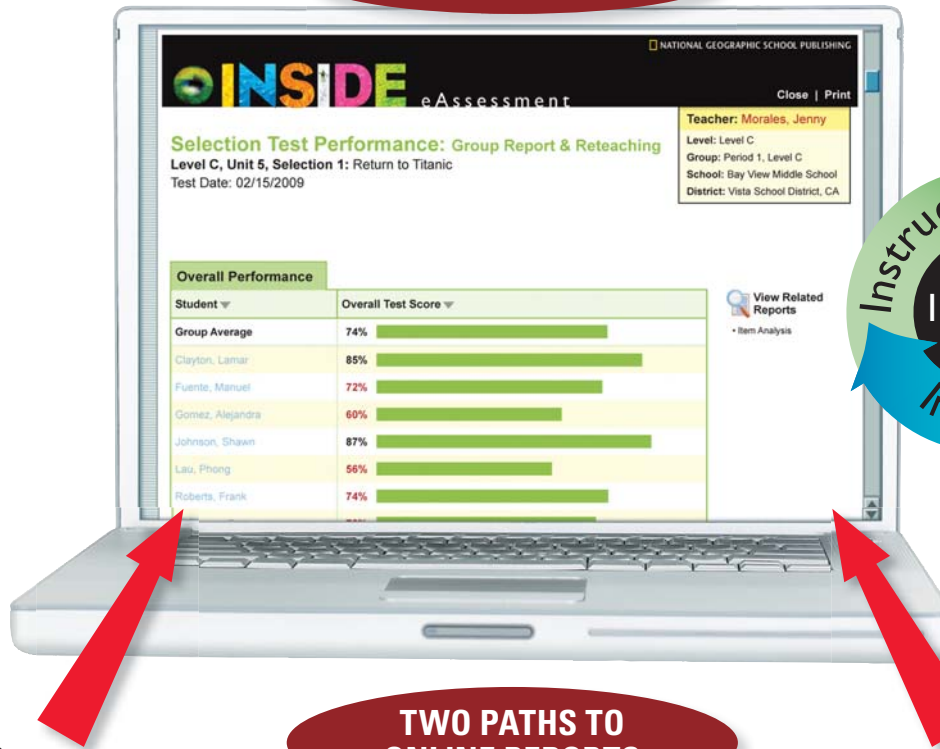 NATIONAL GEOGRAPHIC SCHOOL PUBLISHING
INSIDE eAssessment
Close | Print
Teacher: Morales, Jenny
Level: Level C
Group: Period 1, Level C
School: Bay View Middle School
District: Vista School District, CA
Selection Test Performance: Group Report & Reteaching
Level C, Unit 5, Selection 1: Return to Titanic
Test Date: 02/15/2009
Overall Performance
Student Overall Test Score
Group Average 74%
Clayton, Lamar 85%
Fuente, Manuel 72%
Gomez, Alejandra 60%
Johnson, Shawn 87%
Lau, Phong 56%
Roberts, Frank 74%
View Related
Reports
• Item Analysis
TWO PATHS TO
ONLINE REPORTS